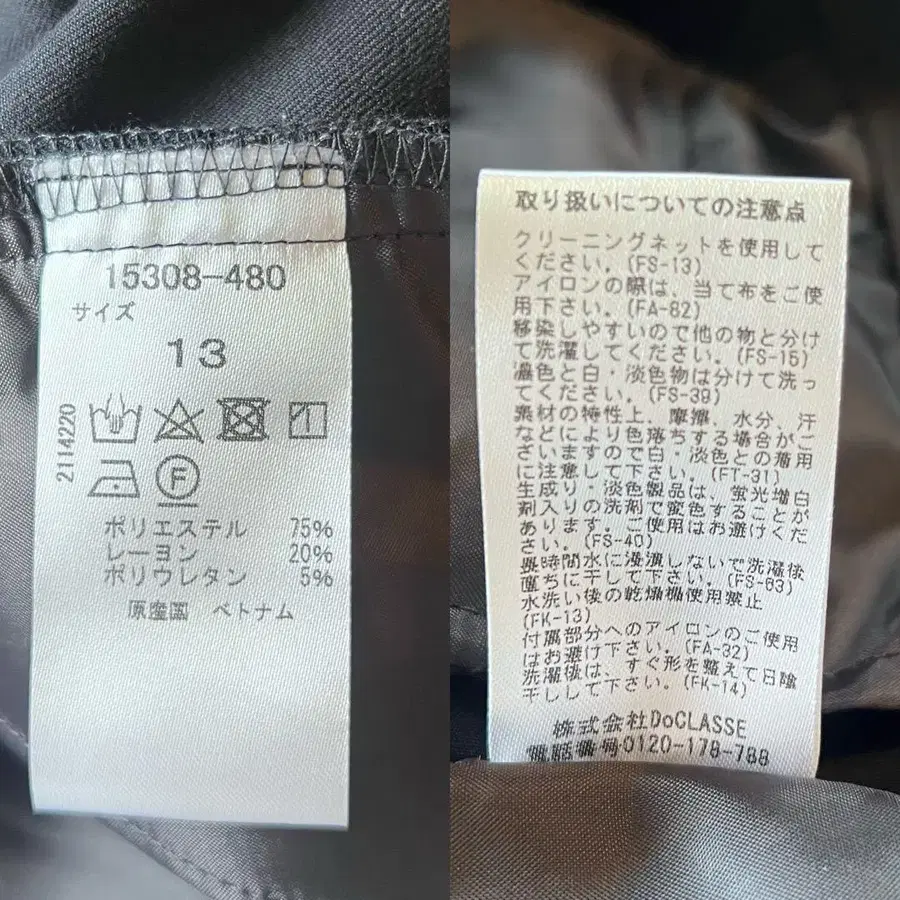 15308-480
サイズ
13
2114220
F
ポリエステル 75%
レーヨン 20%
ポリウレタン 5%
原産国 ベトナム
取り扱いについての注意点
クリーニングネットを使用して
ください。(FS-13)
アイロンの際は、当て布をご使
用下さい。(FA-82)
移染しやすいので他の物と分け
て洗濯してください。(FS-15)
濃色と白・淡色物は分けて洗っ
てください。(FS-39)
素材の特性上、摩擦、水分、汗
などにより色落ちする場合がご
ざいますので白・淡色との着用
に注意して下さい。(FT-31)
生成り・淡色製品は、蛍光増白
剤入りの洗剤で変色することが
あります。ご使用はお避けくだ
さい。(FS-40)
長時間水に浸漬しないで洗濯後
直ちに干して下さい。(FS-63)
水洗い後の乾燥機使用禁止
(FK-13)
付属部分へのアイロンのご使用
はお避け下さい。(FA-32)
洗濯後は、すぐ形を整えて日陰
干しして下さい。(FK-14)
株式会社DoCLASSE
電話番号0120-178-788